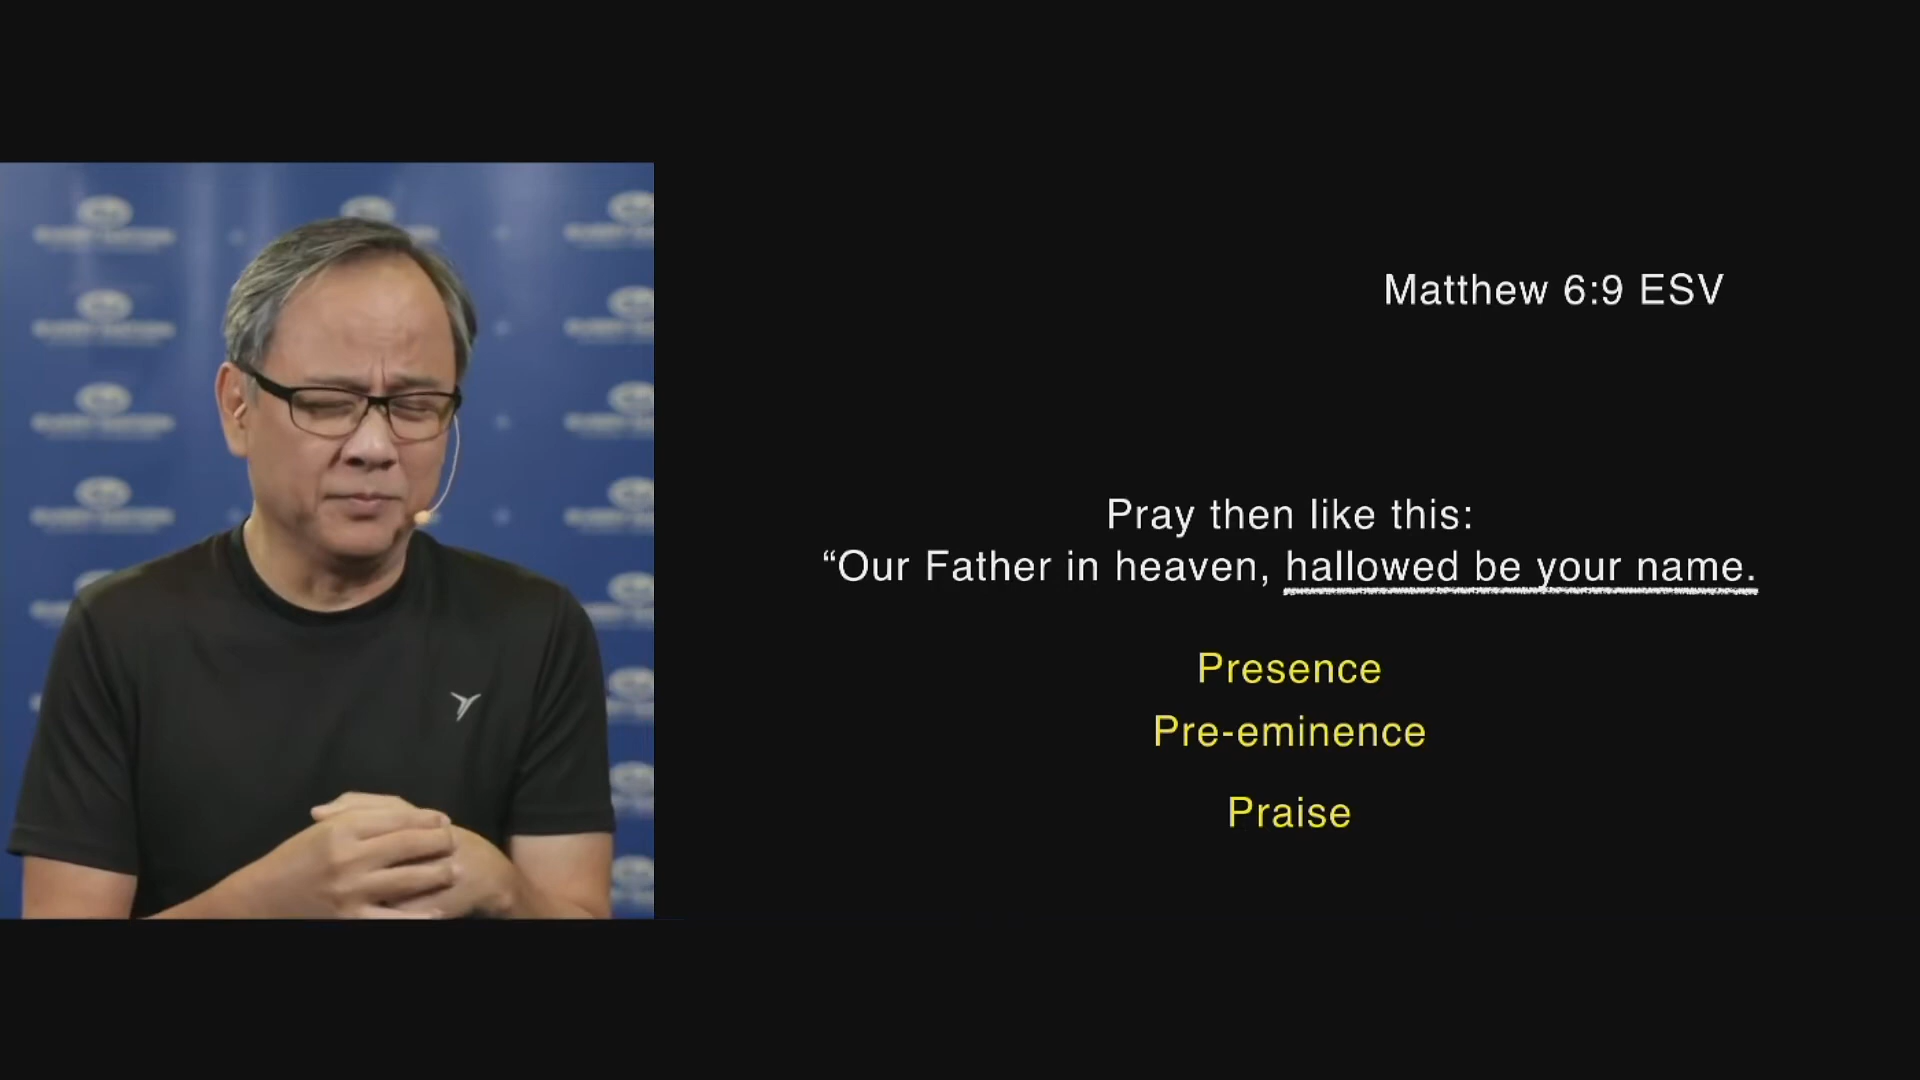 Matthew 6:9 ESV
Pray then like this:
“Our Father in heaven, hallowed be your name.
Presence
Pre-eminence
Praise